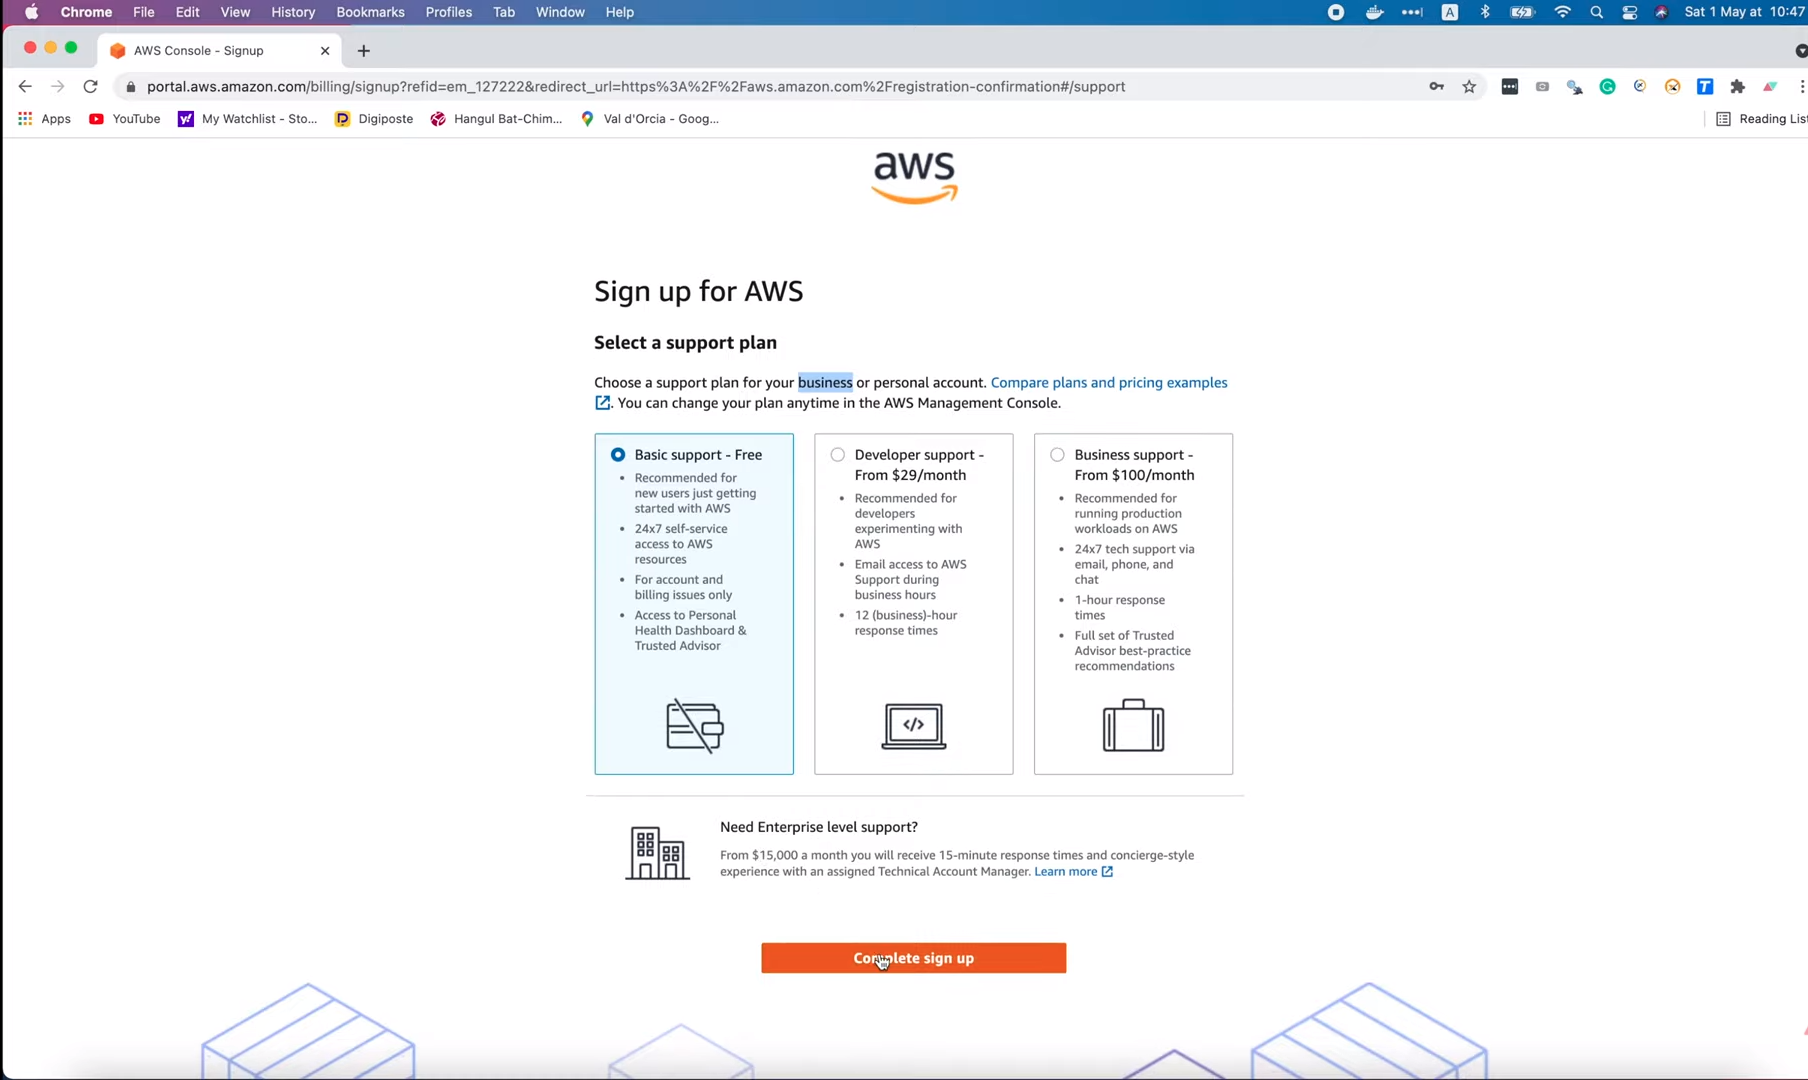 Chrome File Edit View History Bookmarks Profiles Tab Window Help A Sat 1 May at 10:47
AWS Console - Signup
portal.aws.amazon.com/billing/signup?refid=em_127222&redirect_url=https%3A%2F%2Faws.amazon.com%2Fregistration-confirmation#/support
Apps YouTube My Watchlist - Sto... Digiposte Hangul Bat-Chim... Val d'Orcia - Goog... Reading List
aws
Sign up for AWS
Select a support plan
Choose a support plan for your business or personal account. Compare plans and pricing examples
. You can change your plan anytime in the AWS Management Console.
Basic support - Free
• Recommended for
new users just getting
started with AWS
• 24x7 self-service
access to AWS
resources
• For account and
billing issues only
• Access to Personal
Health Dashboard &
Trusted Advisor
Developer support -
From $29/month
• Recommended for
developers
experimenting with
AWS
• Email access to AWS
Support during
business hours
• 12 (business)-hour
response times
</>
Business support -
From $100/month
• Recommended for
running production
workloads on AWS
• 24x7 tech support via
email, phone, and
chat
• 1-hour response
times
• Full set of Trusted
Advisor best-practice
recommendations
Need Enterprise level support?
From $15,000 a month you will receive 15-minute response times and concierge-style
experience with an assigned Technical Account Manager. Learn more
Complete sign up